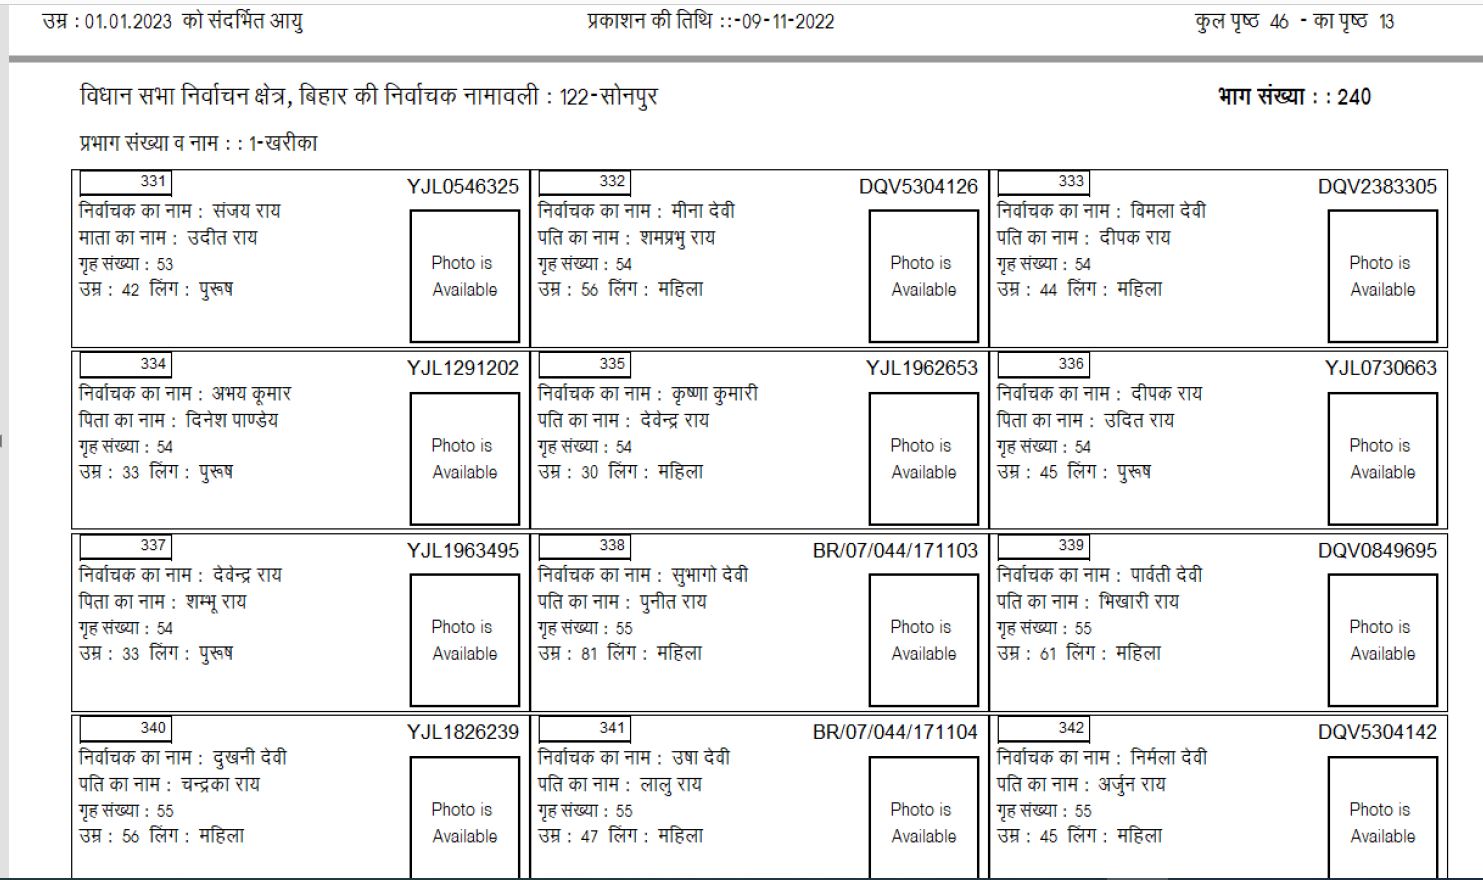 उम्र : 01.01.2023 को संदर्भित आयु
प्रकाशन की तिथि ::-09-11-2022
कुल पृष्ठ 46 - का पृष्ठ 13
विधान सभा निर्वाचन क्षेत्र, बिहार की निर्वाचक नामावली : 122-सोनपुर
भाग संख्या : : 240
प्रभाग संख्या व नाम : : 1-खरीका
331
YJL0546325
निर्वाचक का नाम : संजय राय
माता का नाम : उदीत राय
गृह संख्या : 53
उम्र : 42 लिंग : पुरूष
Photo is
Available
332
DQV5304126
निर्वाचक का नाम : मीना देवी
पति का नाम : शमप्रभु राय
गृह संख्या : 54
उम्र : 56 लिंग : महिला
Photo is
Available
333
DQV2383305
निर्वाचक का नाम : विमला देवी
पति का नाम : दीपक राय
गृह संख्या : 54
उम्र : 44 लिंग : महिला
Photo is
Available
334
YJL1291202
निर्वाचक का नाम : अभय कूमार
पिता का नाम : दिनेश पाण्डेय
गृह संख्या : 54
उम्र : 33 लिंग : पुरूष
Photo is
Available
335
YJL1962653
निर्वाचक का नाम : कृष्णा कुमारी
पति का नाम : देवेन्द्र राय
गृह संख्या : 54
उम्र : 30 लिंग : महिला
Photo is
Available
336
YJL0730663
निर्वाचक का नाम : दीपक राय
पिता का नाम : उदित राय
गृह संख्या : 54
उम्र : 45 लिंग : पुरूष
Photo is
Available
337
YJL1963495
निर्वाचक का नाम : देवेन्द्र राय
पिता का नाम : शम्भू राय
गृह संख्या : 54
उम्र : 33 लिंग : पुरूष
Photo is
Available
338
BR/07/044/171103
निर्वाचक का नाम : सुभागो देवी
पति का नाम : पुनीत राय
गृह संख्या : 55
उम्र : 81 लिंग : महिला
Photo is
Available
339
DQV0849695
निर्वाचक का नाम : पार्वती देवी
पति का नाम : भिखारी राय
गृह संख्या : 55
उम्र : 61 लिंग : महिला
Photo is
Available
340
YJL1826239
निर्वाचक का नाम : दुखनी देवी
पति का नाम : चन्द्रका राय
गृह संख्या : 55
उम्र : 56 लिंग : महिला
Photo is
Available
341
BR/07/044/171104
निर्वाचक का नाम : उषा देवी
पति का नाम : लालु राय
गृह संख्या : 55
उम्र : 47 लिंग : महिला
Photo is
Available
342
DQV5304142
निर्वाचक का नाम : निर्मला देवी
पति का नाम : अर्जुन राय
गृह संख्या : 55
उम्र : 45 लिंग : महिला
Photo is
Available